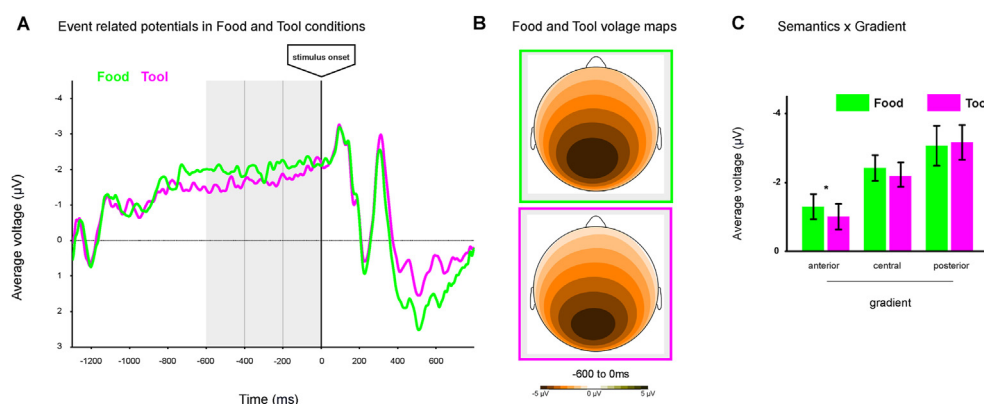 A Event related potentials in Food and Tool conditions
stimulus onset
Food Tool
Average voltage (µV)
-4
-3
-2
-1
0
1
2
3
-1200 -1000 -800 -600 -400 -200 0 200 400 600
Time (ms)
B Food and Tool volage maps
-600 to 0ms
-5 µV 0 µV 5 µV
C Semantics x Gradient
Food Too
Average voltage (µV)
-4
-2
0
*
anterior central posterior
gradient